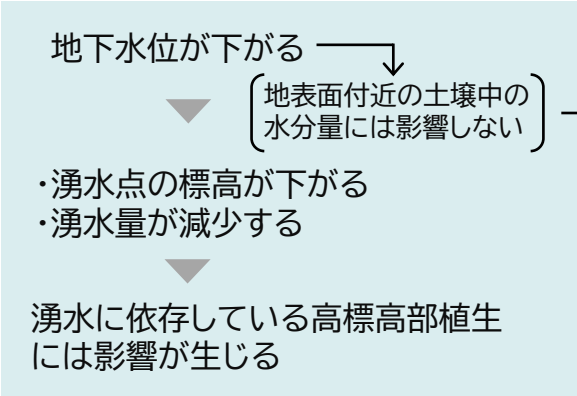 地下水位が下がる
地表面付近の土壌中の
水分量には影響しない
・湧水点の標高が下がる
・湧水量が減少する
湧水に依存している高標高部植生
には影響が生じる